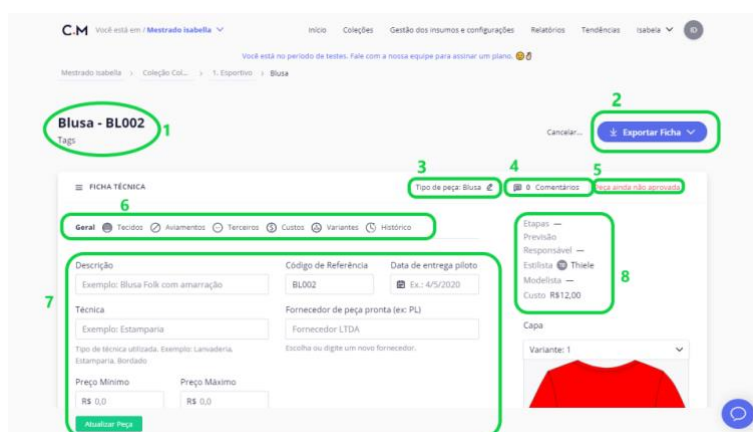 C.M Você está em / Mestrado Isabella Início Coleções Gestão dos insumos e configurações Relatórios Tendências Isabela ID
Você está no período de testes. Fale com a nossa equipe para assinar um plano.
Mestrado Isabella > Coleção Col... > 1. Esportivo > Blusa
2
Blusa - BL002
Tags
1
Cancelar... Exportar Ficha
3 4 5
FICHA TÉCNICA Tipo de peça: Blusa 0 Comentários Peça ainda não aprovada
6
Geral Tecidos Aviamentos Terceiros Custos Variantes Histórico
Etapas —
Previsão
Responsável —
Estilista Thiele
Modelista —
Custo R$12,00
8
7
Descrição Código de Referência Data de entrega piloto
Exemplo: Blusa Folk com amarração BL002 Ex.: 4/5/2020
Técnica Fornecedor de peça pronta (ex: PL)
Exemplo: Estamparia Fornecedor LTDA
Tipo de técnica utilizada. Exemplo: Lavanderia,
Estamparia, Bordado
Escolha ou digite um novo fornecedor.
Capa
Variante: 1
Preço Mínimo Preço Máximo
R$ 0,0 R$ 0,0
Atualizar Peça